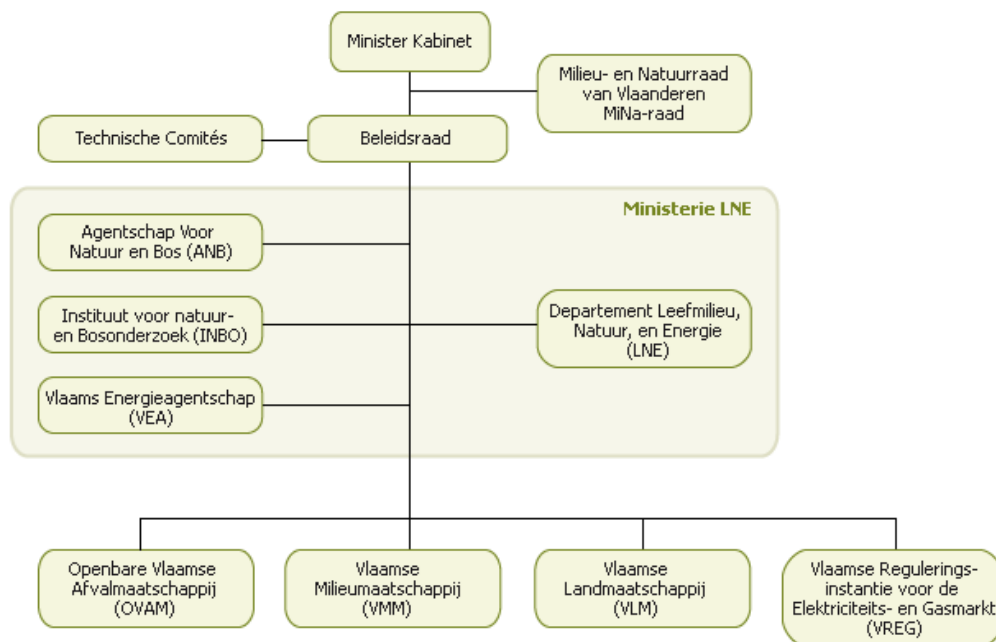 Minister Kabinet
Milieu- en Natuurraad
van Vlaanderen
MiNa-raad
Technische Comités
Beleidsraad
Ministerie LNE
Agentschap Voor
Natuur en Bos (ANB)
Instituut voor natuur-
en Bosonderzoek (INBO)
Departement Leefmilieu,
Natuur, en Energie
(LNE)
Vlaams Energieagentschap
(VEA)
Openbare Vlaamse
Afvalmaatschappij
(OVAM)
Vlaamse
Milieumaatschappij
(VMM)
Vlaamse
Landmaatschappij
(VLM)
Vlaamse Regulerings-
instantie voor de
Elektriciteits- en Gasmarkt
(VREG)